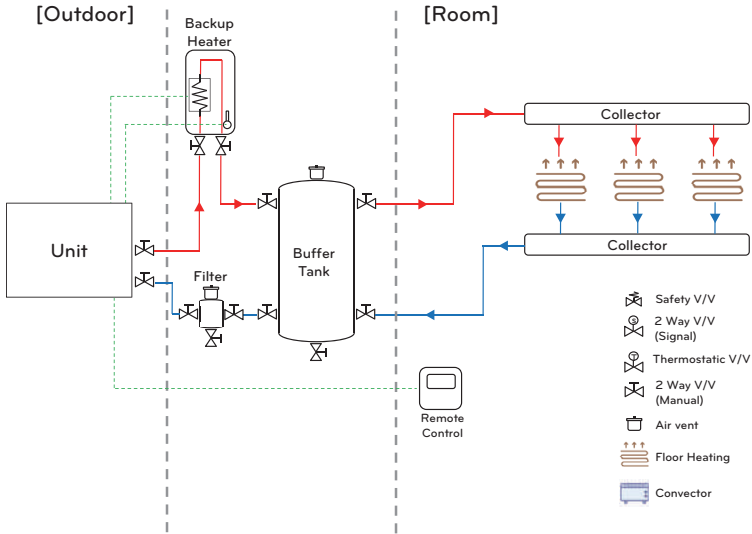 [Outdoor]
Backup
Heater
[Room]
Collector
Unit
Filter
Buffer
Tank
Collector
Remote
Control
Safety V/V
S
2 Way V/V
(Signal)
T
Thermostatic V/V
2 Way V/V
(Manual)
Air vent
Floor Heating
Convector